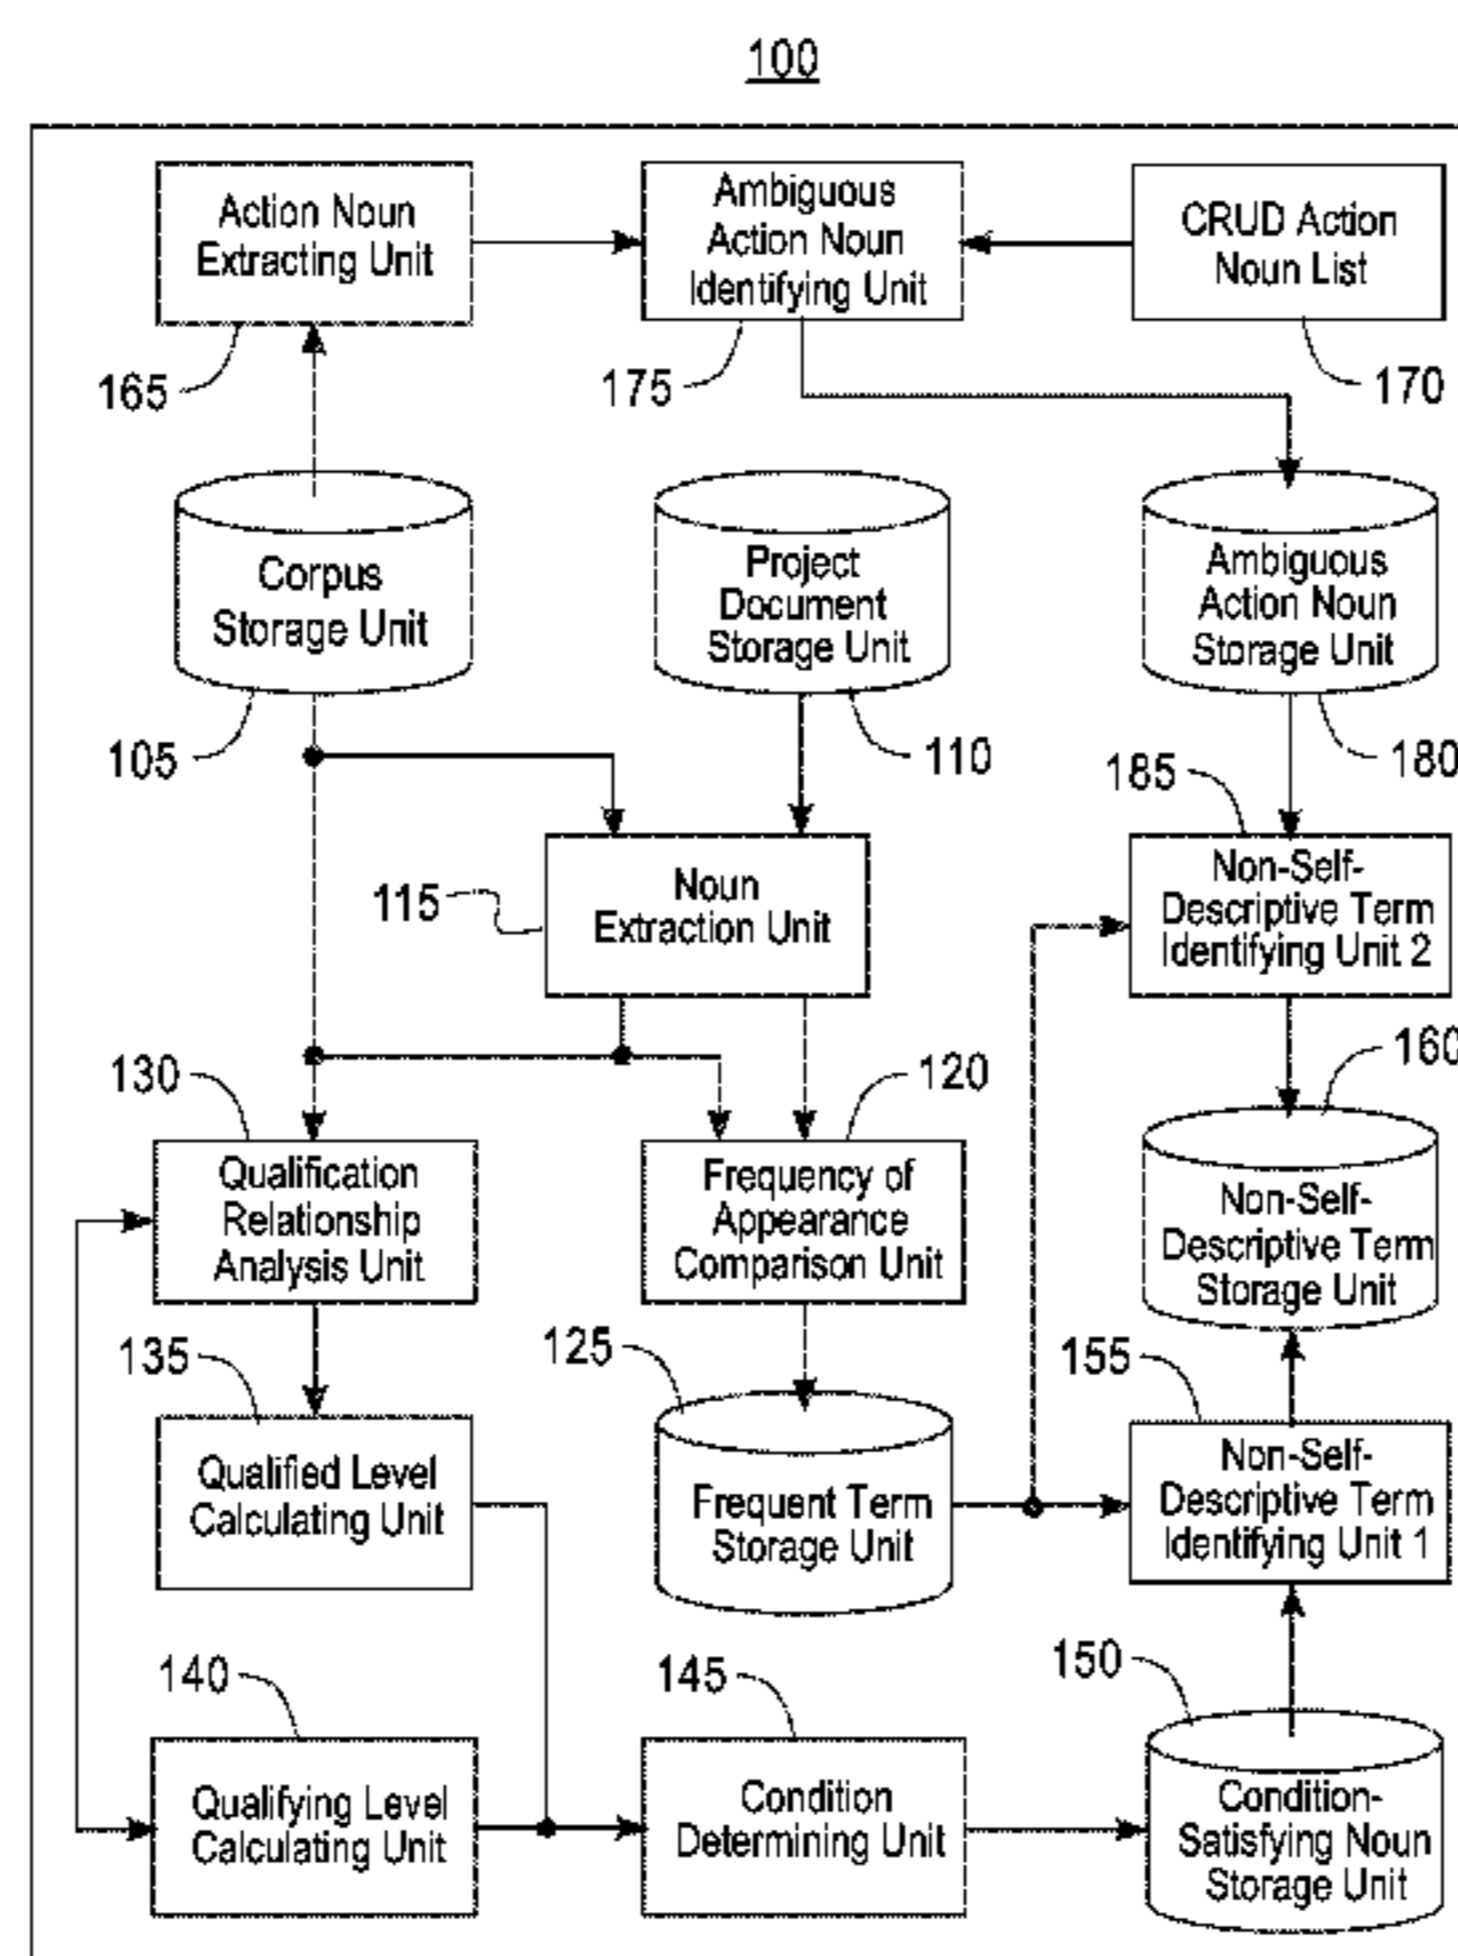 100
Action Noun
Extracting Unit
Ambiguous
Action Noun
Identifying Unit
CRUD Action
Noun List
165
175
170
Corpus
Storage Unit
Project
Document
Storage Unit
Ambiguous
Action Noun
Storage Unit
105
110
180
185
Noun
Extraction Unit
115
Non-Self-
Descriptive Term
Identifying Unit 2
130
120
160
Qualification
Relationship
Analysis Unit
Frequency of
Appearance
Comparison Unit
Non-Self-
Descriptive Term
Storage Unit
135
125
155
Qualified Level
Calculating Unit
Frequent Term
Storage Unit
Non-Self-
Descriptive Term
Identifying Unit 1
140
145
150
Qualifying Level
Calculating Unit
Condition
Determining Unit
Condition-
Satisfying Noun
Storage Unit